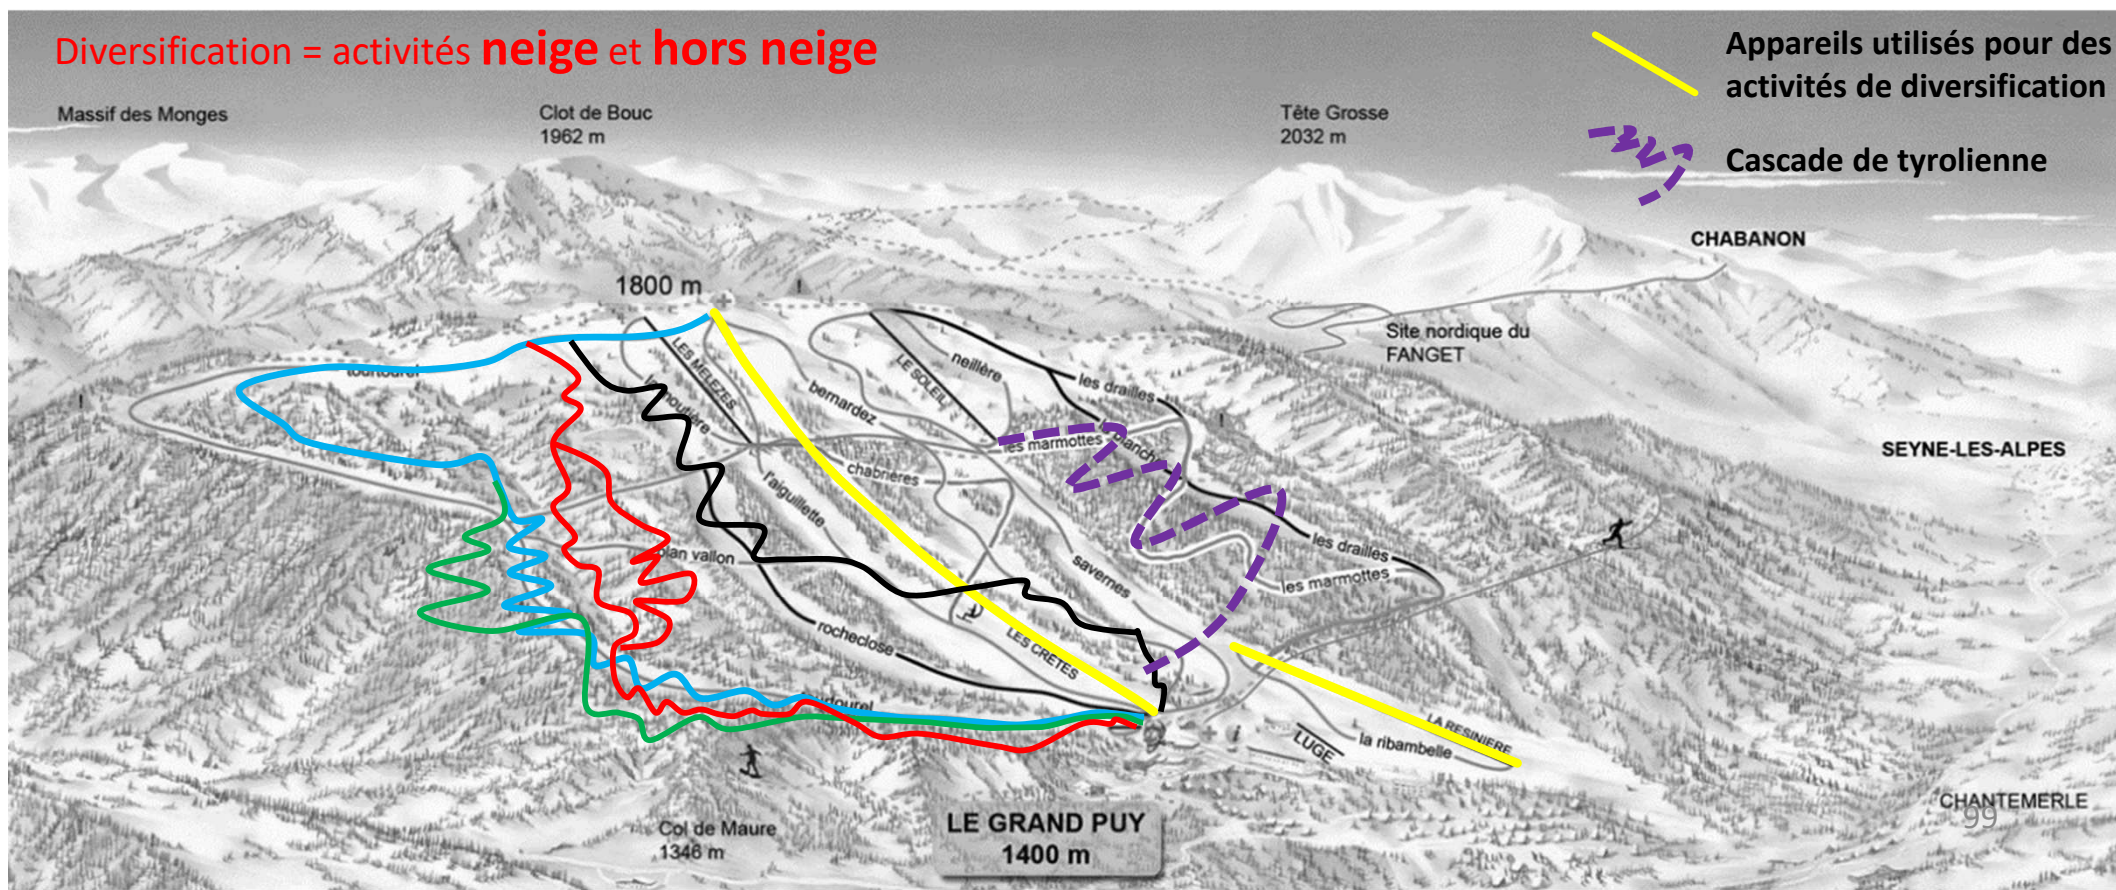 Diversification = activités neige et hors neige
Appareils utilisés pour des
activités de diversification
Cascade de tyrolienne
Massif des Monges
Clot de Bouc
1962 m
Tête Grosse
2032 m
CHABANON
1800 m
Site nordique du
FANGET
tourtourel
LES MELEZES
LE SOLEIL
neillère
les drailles
bernardez
les marmottes
SEYNE-LES-ALPES
chabrières
l'aiguillette
plan vallon
savernes
les drailles
les marmottes
rocheclose
LES CRETES
LA RESINIERE
la ribambelle
LUGE
i
CHANTEMERLE
99
Col de Maure
1346 m
LE GRAND PUY
1400 m